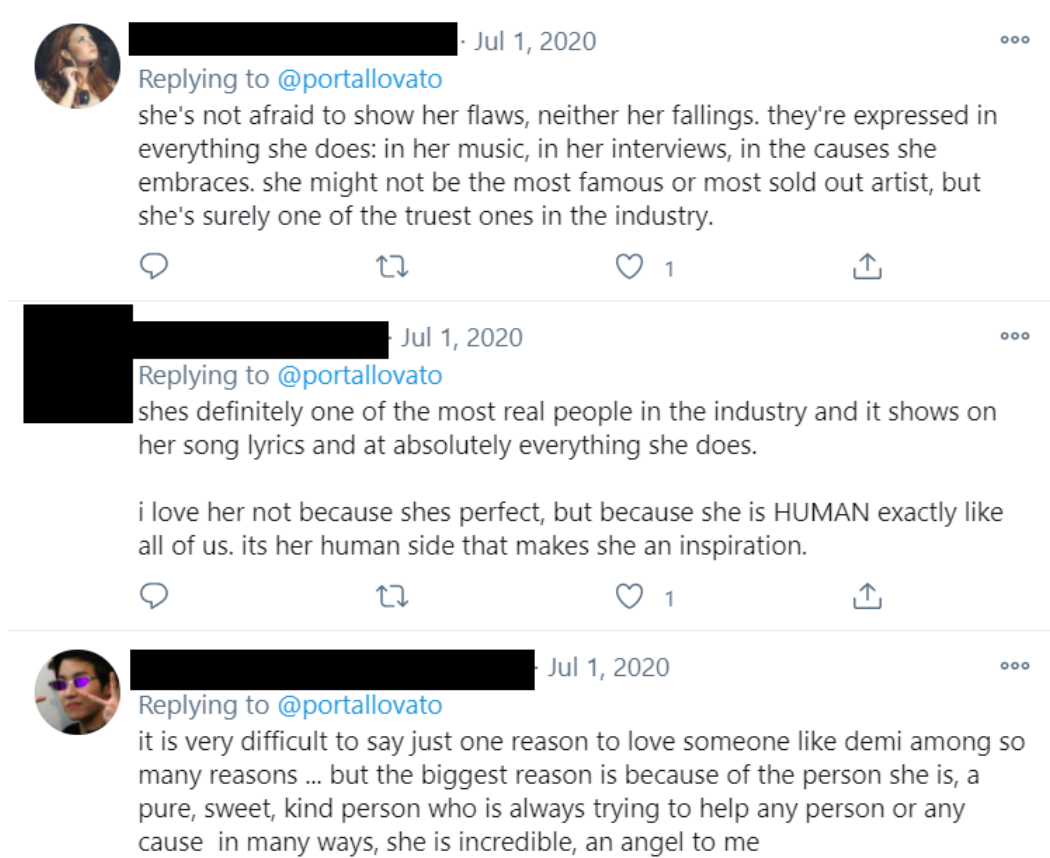 · Jul 1, 2020
Replying to @portallovato
she's not afraid to show her flaws, neither her fallings. they're expressed in
everything she does: in her music, in her interviews, in the causes she
embraces. she might not be the most famous or most sold out artist, but
she's surely one of the truest ones in the industry.
1
· Jul 1, 2020
Replying to @portallovato
shes definitely one of the most real people in the industry and it shows on
her song lyrics and at absolutely everything she does.
i love her not because shes perfect, but because she is HUMAN exactly like
all of us. its her human side that makes she an inspiration.
1
· Jul 1, 2020
Replying to @portallovato
it is very difficult to say just one reason to love someone like demi among so
many reasons ... but the biggest reason is because of the person she is, a
pure, sweet, kind person who is always trying to help any person or any
cause  in many ways, she is incredible, an angel to me